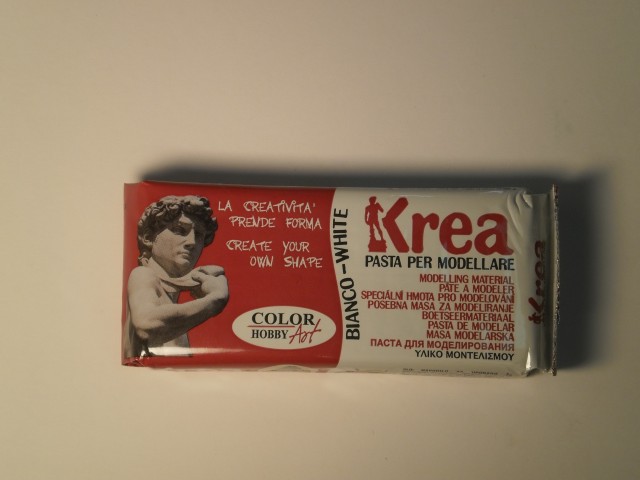 LA CREATIVITA'
PRENDE FORMA
CREATE YOUR
OWN SHAPE
COLOR
HOBBY Art
BIANCO-WHITE
Krea
PASTA PER MODELLARE
MODELLING MATERIAL
PÂTE A MODELER
SPECIÁLNÍ HMOTA PRO MODELOVÁNÍ
POSEBNA MASA ZA MODELIRANJE
BOETSEERMATERIAAL
PASTA DE MODELAR
MASA MODELARSKA
ПАСТА ДЛЯ МОДЕЛИРОВАНИЯ
ΥΛΙΚΟ ΜΟΝΤΕΛΙΣΜΟΥ
Krea